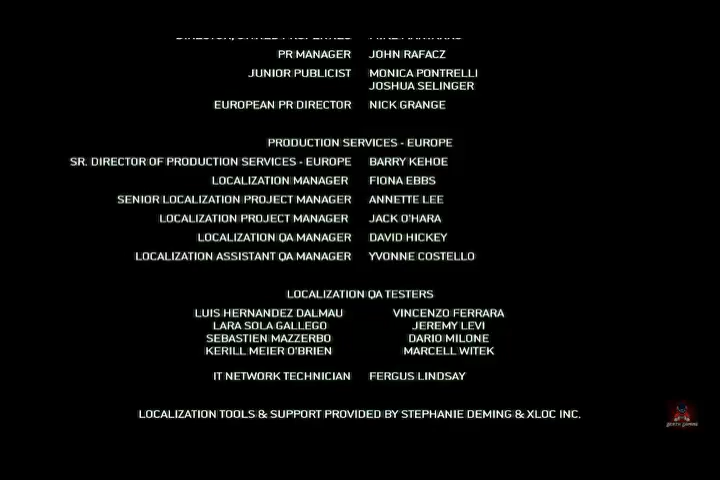 PR MANAGER JOHN RAFACZ
JUNIOR PUBLICIST MONICA PONTRELLI
JOSHUA SELINGER
EUROPEAN PR DIRECTOR NICK GRANGE
PRODUCTION SERVICES - EUROPE
SR. DIRECTOR OF PRODUCTION SERVICES - EUROPE BARRY KEHOE
LOCALIZATION MANAGER FIONA EBBS
SENIOR LOCALIZATION PROJECT MANAGER ANNETTE LEE
LOCALIZATION PROJECT MANAGER JACK O'HARA
LOCALIZATION QA MANAGER DAVID HICKEY
LOCALIZATION ASSISTANT QA MANAGER YVONNE COSTELLO
LOCALIZATION QA TESTERS
LUIS HERNANDEZ DALMAU VINCENZO FERRARA
LARA SOLA GALLEGO JEREMY LEVI
SEBASTIEN MAZZERBO DARIO MILONE
KERILL MEIER O'BRIEN MARCELL WITEK
IT NETWORK TECHNICIAN FERGUS LINDSAY
LOCALIZATION TOOLS & SUPPORT PROVIDED BY STEPHANIE DEMING & XLOC INC.